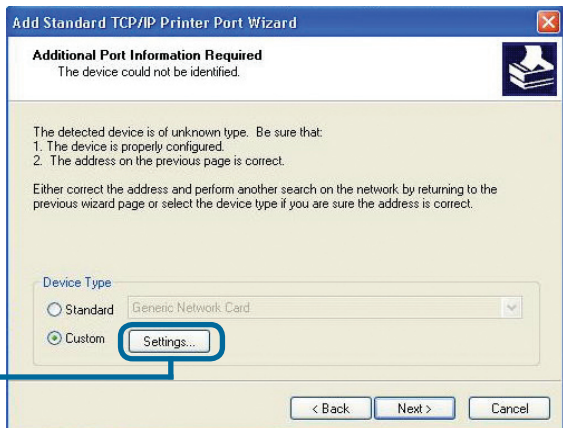 Add Standard TCP/IP Printer Port Wizard
Additional Port Information Required
The device could not be identified.
The detected device is of unknown type. Be sure that:
1. The device is properly configured.
2. The address on the previous page is correct.
Either correct the address and perform another search on the network by returning to the
previous wizard page or select the device type if you are sure the address is correct.
Device Type
Standard Generic Network Card
Custom Settings...
< Back Next > Cancel